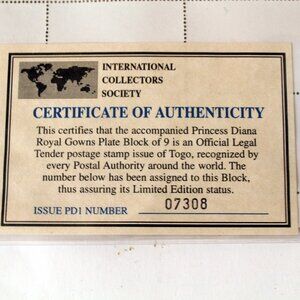 INTERNATIONAL
COLLECTORS
SOCIETY
CERTIFICATE OF AUTHENTICITY
This certifies that the accompanied Princess Diana
Royal Gowns Plate Block of 9 is an Official Legal
Tender postage stamp issue of Togo, recognized by
every Postal Authority around the world. The
number below has been assigned to this Block,
thus assuring its Limited Edition status.
ISSUE PD1 NUMBER 07308